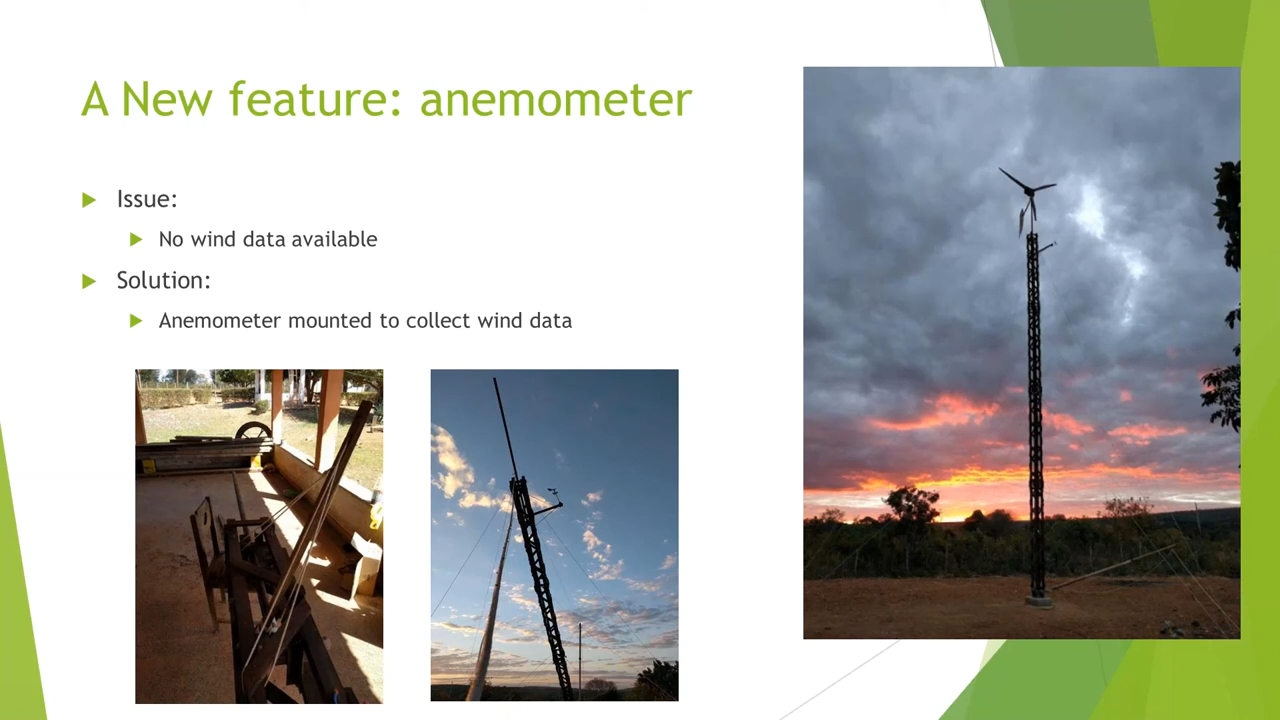 A New feature: anemometer
Issue:
No wind data available
Solution:
Anemometer mounted to collect wind data